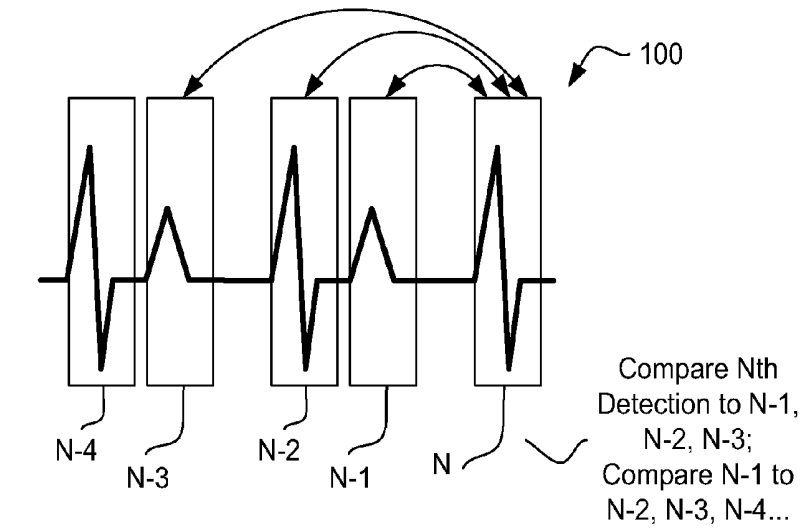 100
N-4
N-3
N-2
N-1
N
Compare Nth
Detection to N-1,
N-2, N-3;
Compare N-1 to
N-2, N-3, N-4...